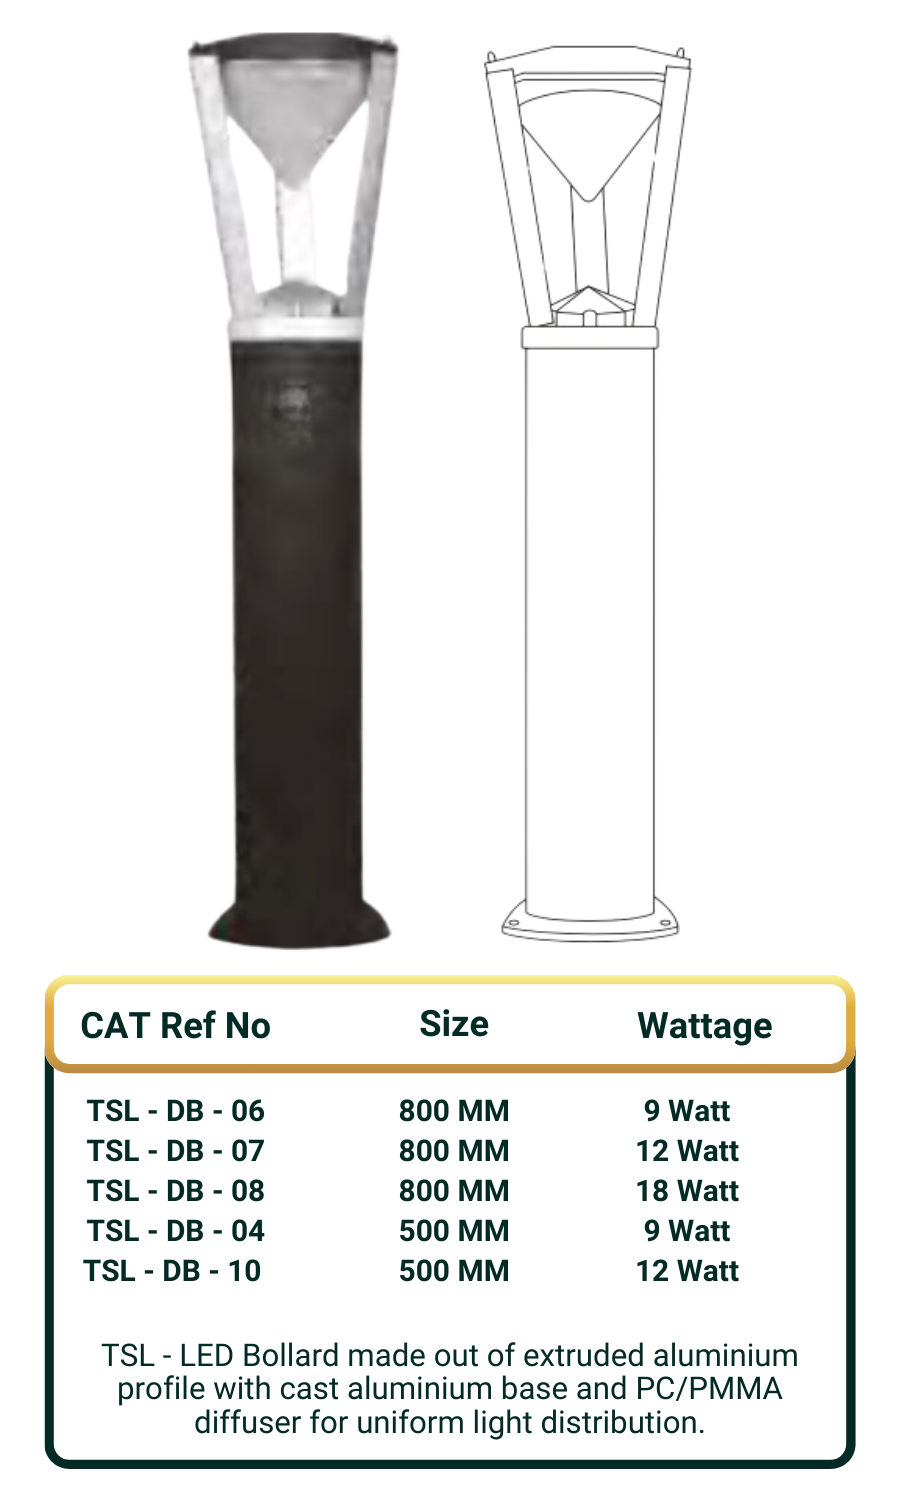 CAT Ref No Size Wattage
TSL - DB - 06 800 MM 9 Watt
TSL - DB - 07 800 MM 12 Watt
TSL - DB - 08 800 MM 18 Watt
TSL - DB - 04 500 MM 9 Watt
TSL - DB - 10 500 MM 12 Watt
TSL - LED Bollard made out of extruded aluminium
profile with cast aluminium base and PC/PMMA
diffuser for uniform light distribution.